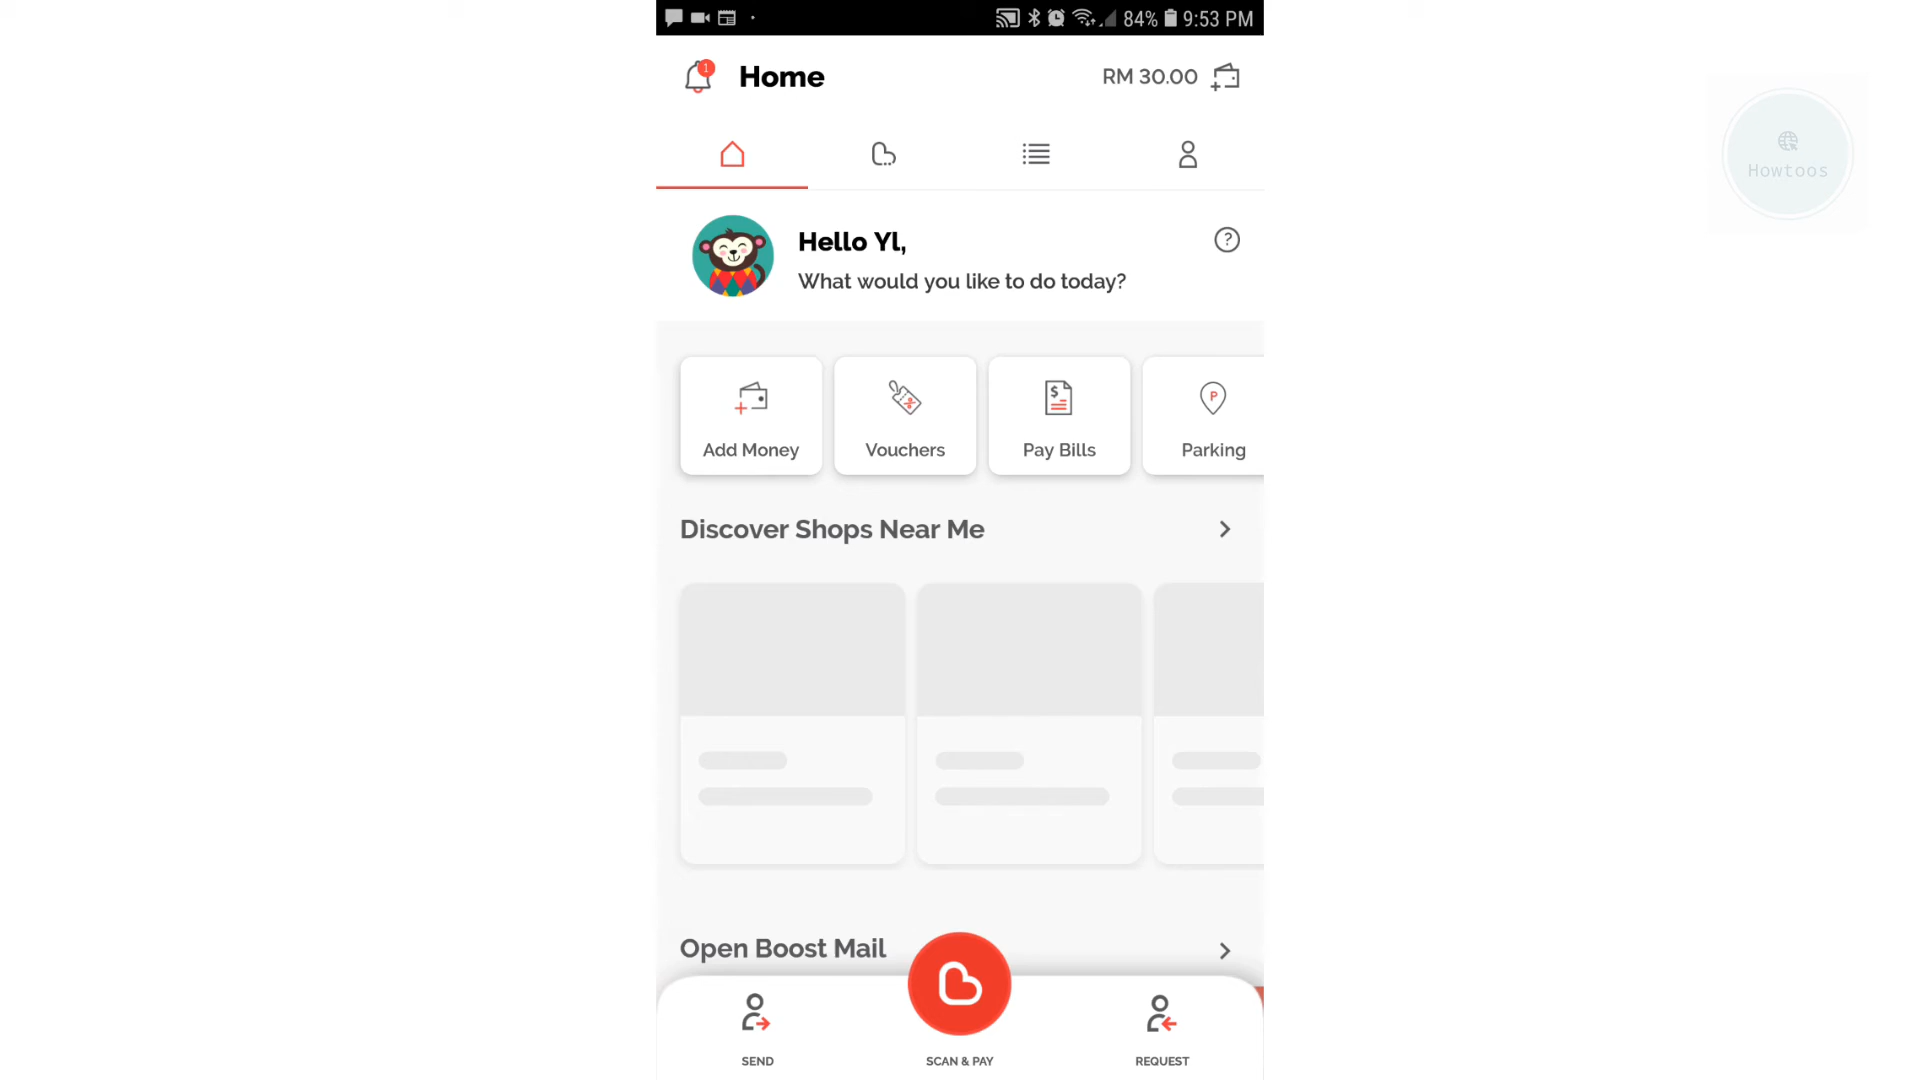 84% 9:53 PM
1
Home
RM 30.00
Howtoos
Hello Yl,
What would you like to do today?
?
Add Money
Vouchers
$
Pay Bills
P
Parking
Discover Shops Near Me
Open Boost Mail
SEND
SCAN & PAY
REQUEST